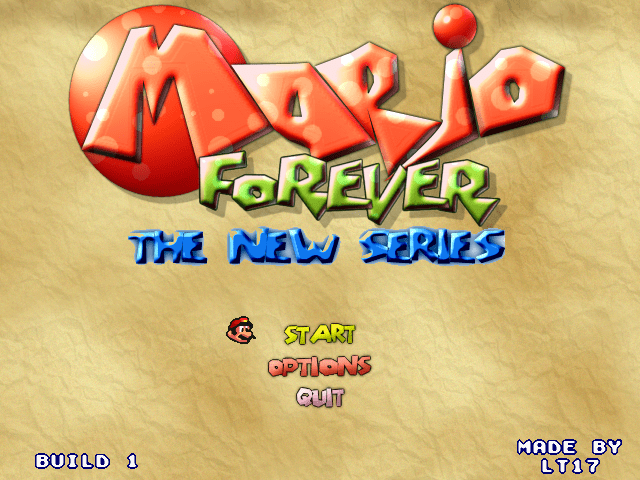 Mario
FOREVER
THE NEW SERIES
START
OPTIONS
QUIT
BUILD 1
MADE BY
LT17